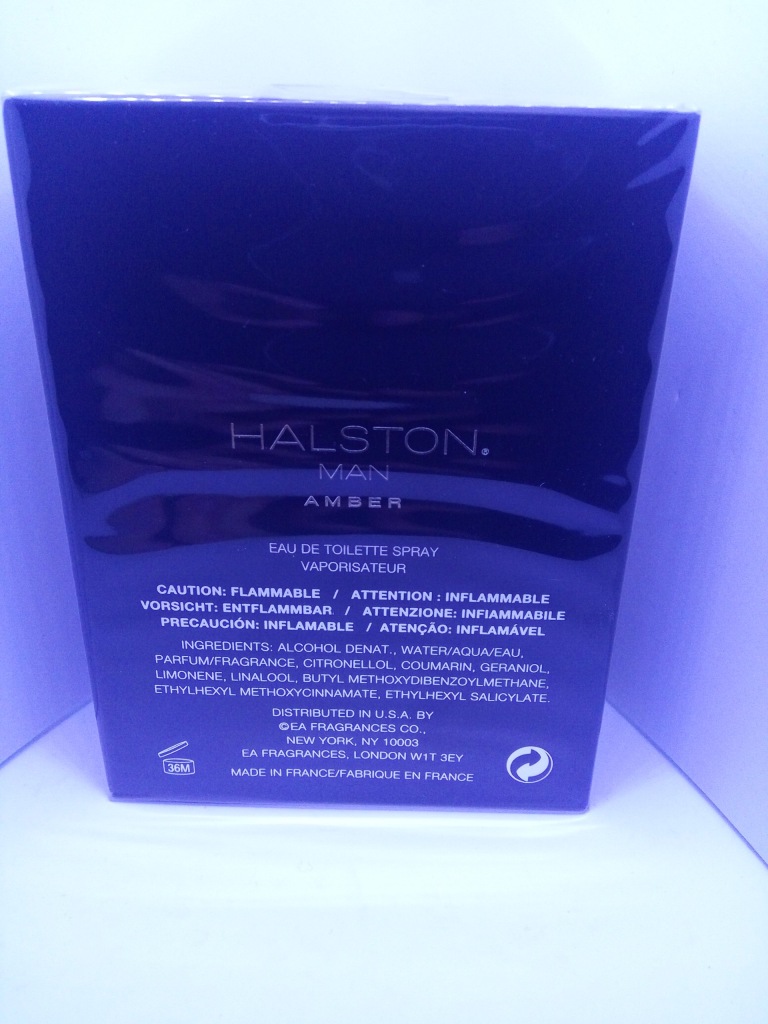 HALSTON®
MAN
AMBER
EAU DE TOILETTE SPRAY
VAPORISATEUR
CAUTION: FLAMMABLE / ATTENTION : INFLAMMABLE
VORSICHT: ENTFLAMMBAR / ATTENZIONE: INFIAMMABILE
PRECAUCIÓN: INFLAMABLE / ATENÇÃO: INFLAMÁVEL
INGREDIENTS: ALCOHOL DENAT., WATER/AQUA/EAU,
PARFUM/FRAGRANCE, CITRONELLOL, COUMARIN, GERANIOL,
LIMONENE, LINALOOL, BUTYL METHOXYDIBENZOYLMETHANE,
ETHYLHEXYL METHOXYCINNAMATE, ETHYLHEXYL SALICYLATE.
DISTRIBUTED IN U.S.A. BY
©EA FRAGRANCES CO.,
NEW YORK, NY 10003
EA FRAGRANCES, LONDON W1T 3EY
36M
MADE IN FRANCE/FABRIQUE EN FRANCE